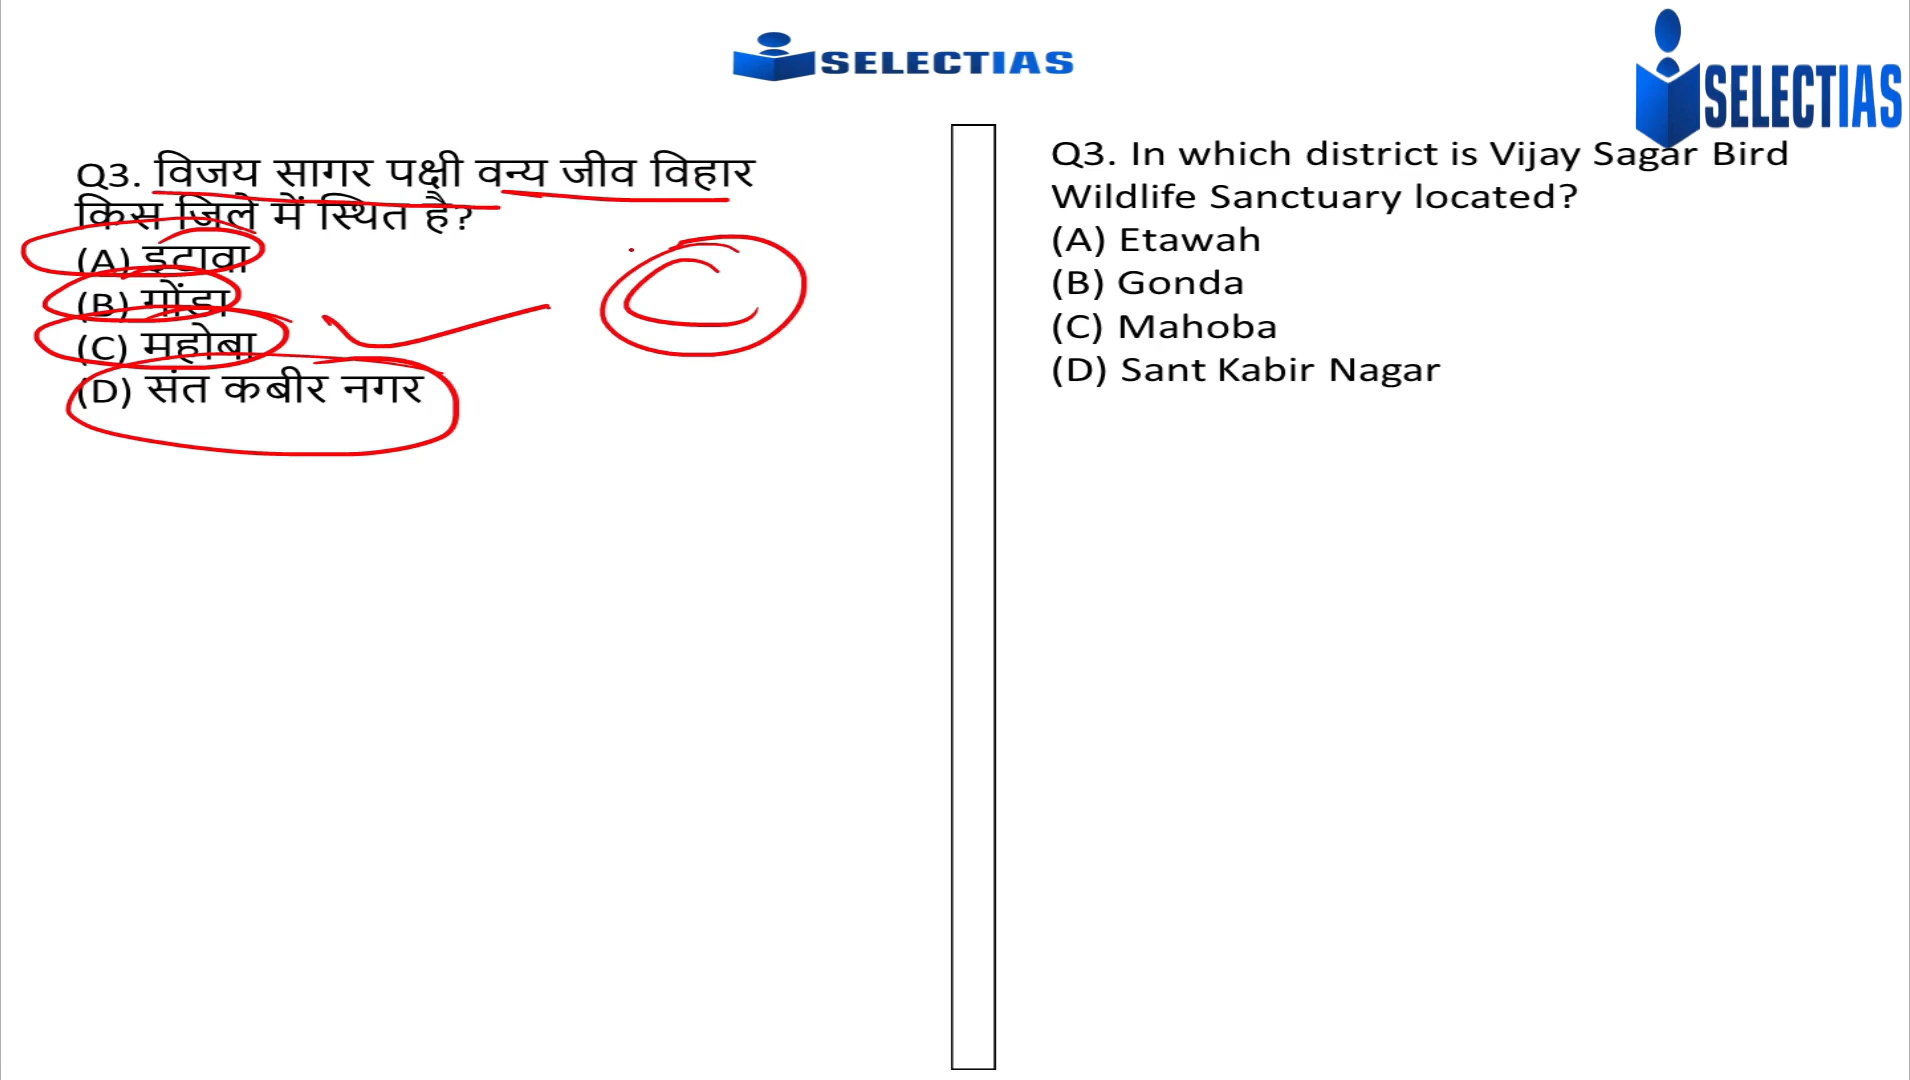 SELECTIAS
SELECTIAS
Q3. विजय सागर पक्षी वन्य जीव विहार
किस जिले में स्थित है?
(A) इटावा
(B) गोंडा
(C) महोबा
(D) संत कबीर नगर
C
Q3. In which district is Vijay Sagar Bird
Wildlife Sanctuary located?
(A) Etawah
(B) Gonda
(C) Mahoba
(D) Sant Kabir Nagar